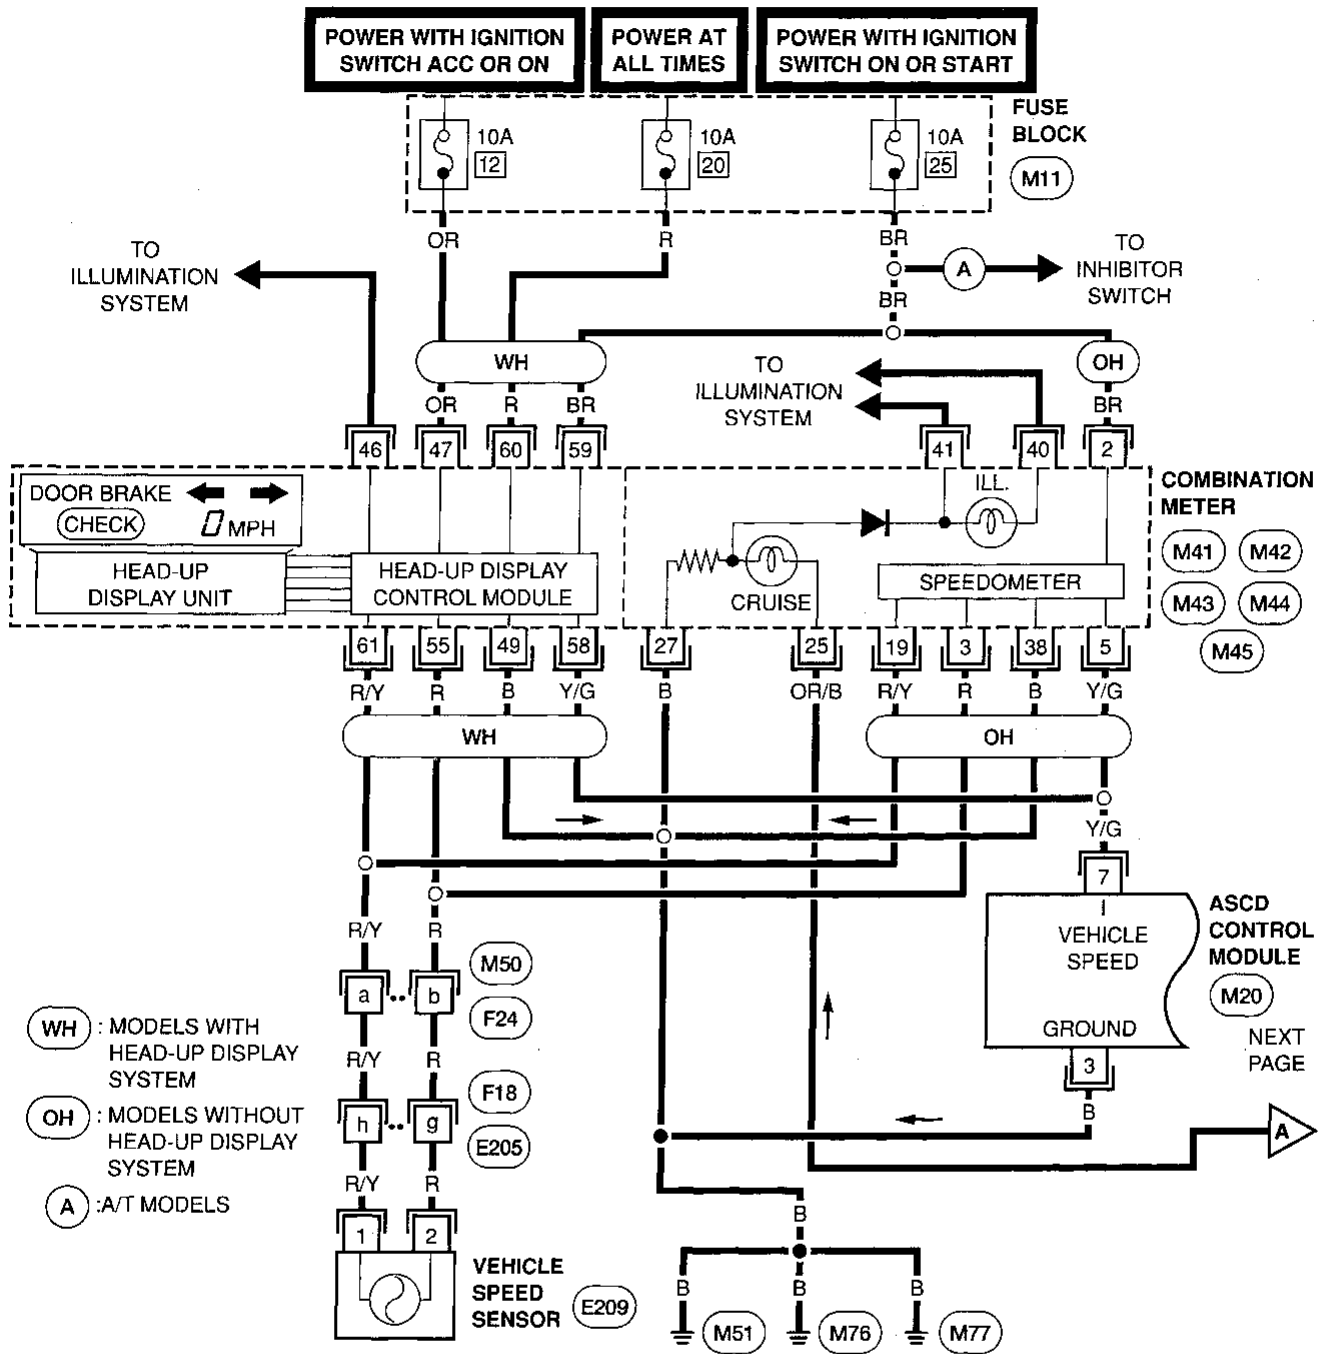 POWER WITH IGNITION
SWITCH ACC OR ON
POWER AT
ALL TIMES
POWER WITH IGNITION
SWITCH ON OR START
FUSE
BLOCK
M11
10A
12
10A
20
10A
25
OR
R
BR
TO
ILLUMINATION
SYSTEM
A
TO
INHIBITOR
SWITCH
BR
WH
OH
TO
ILLUMINATION
SYSTEM
OR
R
BR
BR
46
47
60
59
41
40
2
DOOR BRAKE
CHECK
0 MPH
HEAD-UP
DISPLAY UNIT
HEAD-UP DISPLAY
CONTROL MODULE
ILL.
CRUISE
SPEEDOMETER
COMBINATION
METER
M41
M42
M43
M44
M45
61
55
49
58
27
25
19
3
38
5
R/Y
R
B
Y/G
B
OR/B
R/Y
R
B
Y/G
WH
OH
Y/G
7
VEHICLE
SPEED
GROUND
3
B
ASCD
CONTROL
MODULE
M20
NEXT
PAGE
A
R/Y
R
a
b
M50
F24
R/Y
R
F18
h
g
E205
R/Y
R
1
2
VEHICLE
SPEED
SENSOR
E209
WH
: MODELS WITH
HEAD-UP DISPLAY
SYSTEM
OH
: MODELS WITHOUT
HEAD-UP DISPLAY
SYSTEM
A
:A/T MODELS
B
B
B
B
M51
M76
M77